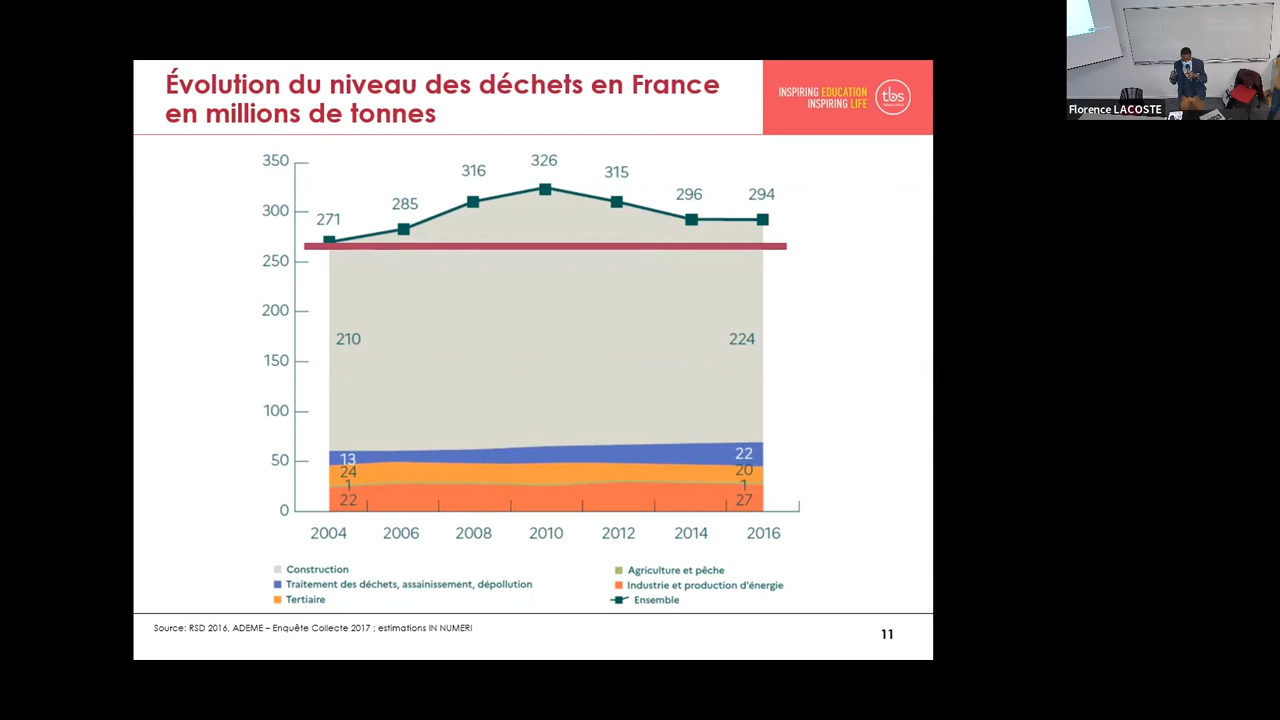 Évolution du niveau des déchets en France
en millions de tonnes
INSPIRING EDUCATION
INSPIRING LIFE
tbs
Florence LACOSTE
350
300
250
200
150
100
50
0
271
285
316
326
315
296
294
210
224
13
24
1
22
22
20
1
27
2004
2006
2008
2010
2012
2014
2016
Construction
Traitement des déchets, assainissement, dépollution
Tertiaire
Agriculture et pêche
Industrie et production d'énergie
Ensemble
Source: RSD 2016, ADEME – Enquête Collecte 2017 ; estimations IN NUMERI
11